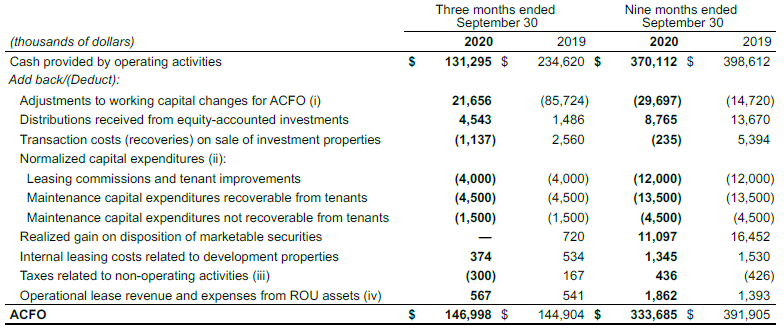 Three months ended Nine months ended
September 30 September 30
(thousands of dollars) 2020 2019 2020 2019
Cash provided by operating activities $ 131,295 $ 234,620 $ 370,112 $ 398,612
Add back/(Deduct):
Adjustments to working capital changes for ACFO (i) 21,656 (85,724) (29,697) (14,720)
Distributions received from equity-accounted investments 4,543 1,486 8,765 13,670
Transaction costs (recoveries) on sale of investment properties (1,137) 2,560 (235) 5,394
Normalized capital expenditures (ii):
Leasing commissions and tenant improvements (4,000) (4,000) (12,000) (12,000)
Maintenance capital expenditures recoverable from tenants (4,500) (4,500) (13,500) (13,500)
Maintenance capital expenditures not recoverable from tenants (1,500) (1,500) (4,500) (4,500)
Realized gain on disposition of marketable securities — 720 11,097 16,452
Internal leasing costs related to development properties 374 534 1,345 1,530
Taxes related to non-operating activities (iii) (300) 167 436 (426)
Operational lease revenue and expenses from ROU assets (iv) 567 541 1,862 1,393
ACFO $ 146,998 $ 144,904 $ 333,685 $ 391,905